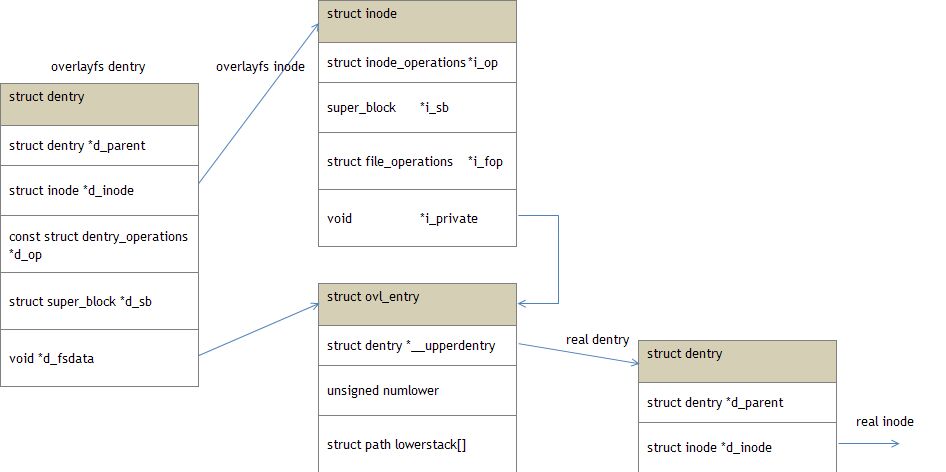 overlayfs dentry
struct dentry
struct dentry *d_parent
struct inode *d_inode
const struct dentry_operations
*d_op
struct super_block *d_sb
void *d_fsdata
overlayfs inode
struct inode
struct inode_operations *i_op
super_block *i_sb
struct file_operations *i_fop
void *i_private
struct ovl_entry
struct dentry *__upperdentry
unsigned numlower
struct path lowerstack[]
real dentry
struct dentry
struct dentry *d_parent
struct inode *d_inode
real inode